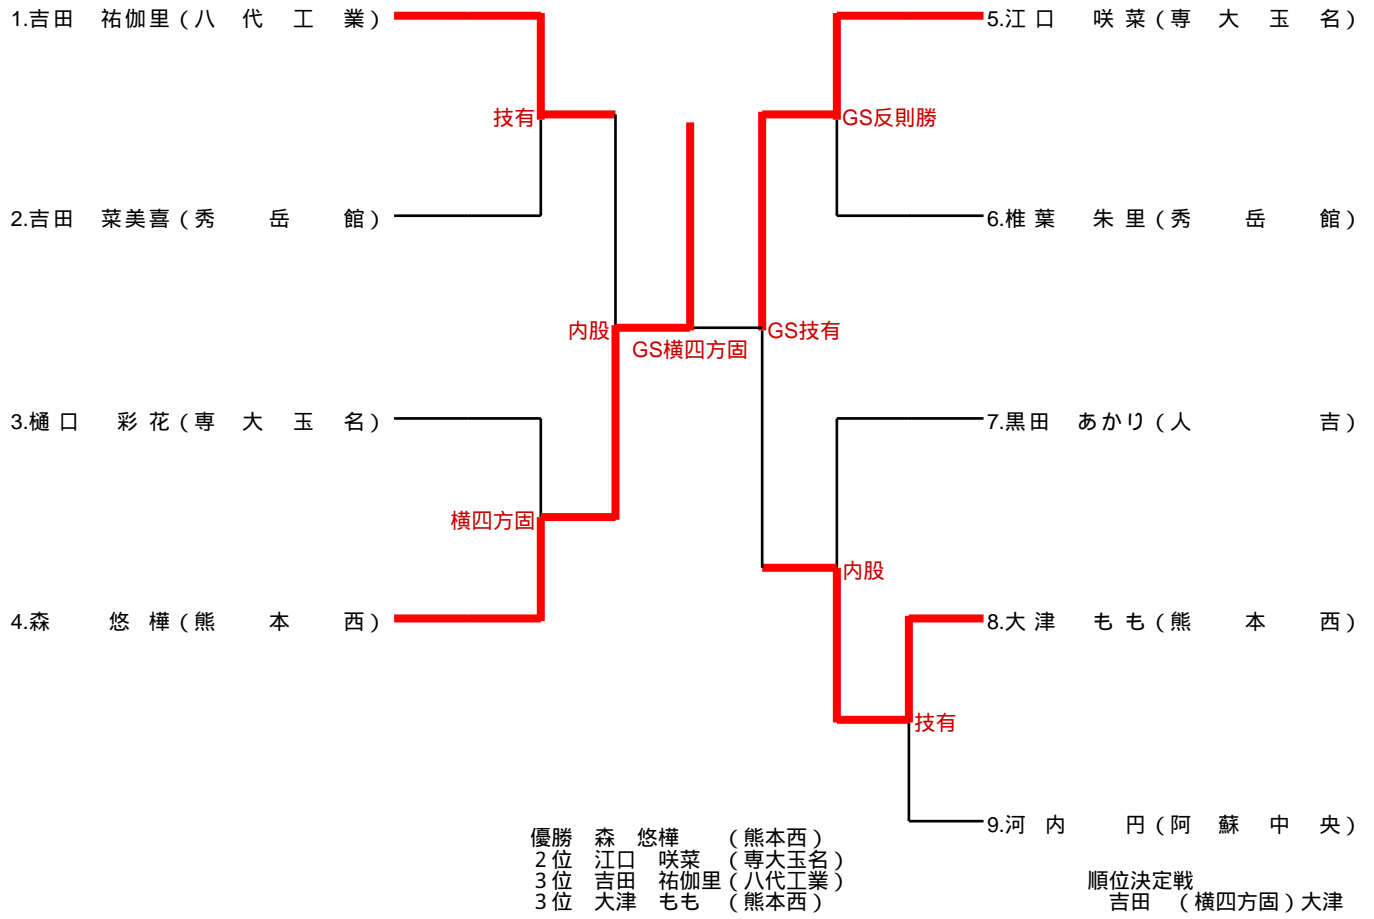 1.吉田 祐伽里(八代工業)
5.江口 咲菜(専大玉名)
技有
GS反則勝
2.吉田 菜美喜(秀岳館)
6.椎葉 朱里(秀岳館)
内股
GS横四方固
GS技有
3.樋口 彩花(専大玉名)
7.黒田 あかり(人吉)
横四方固
内股
4.森 悠樺(熊本西)
8.大津 もも(熊本西)
技有
9.河内 円(阿蘇中央)
優勝 森 悠樺 (熊本西)
2位 江口 咲菜 (専大玉名)
3位 吉田 祐伽里(八代工業)
3位 大津 もも (熊本西)
順位決定戦
吉田 (横四方固)大津